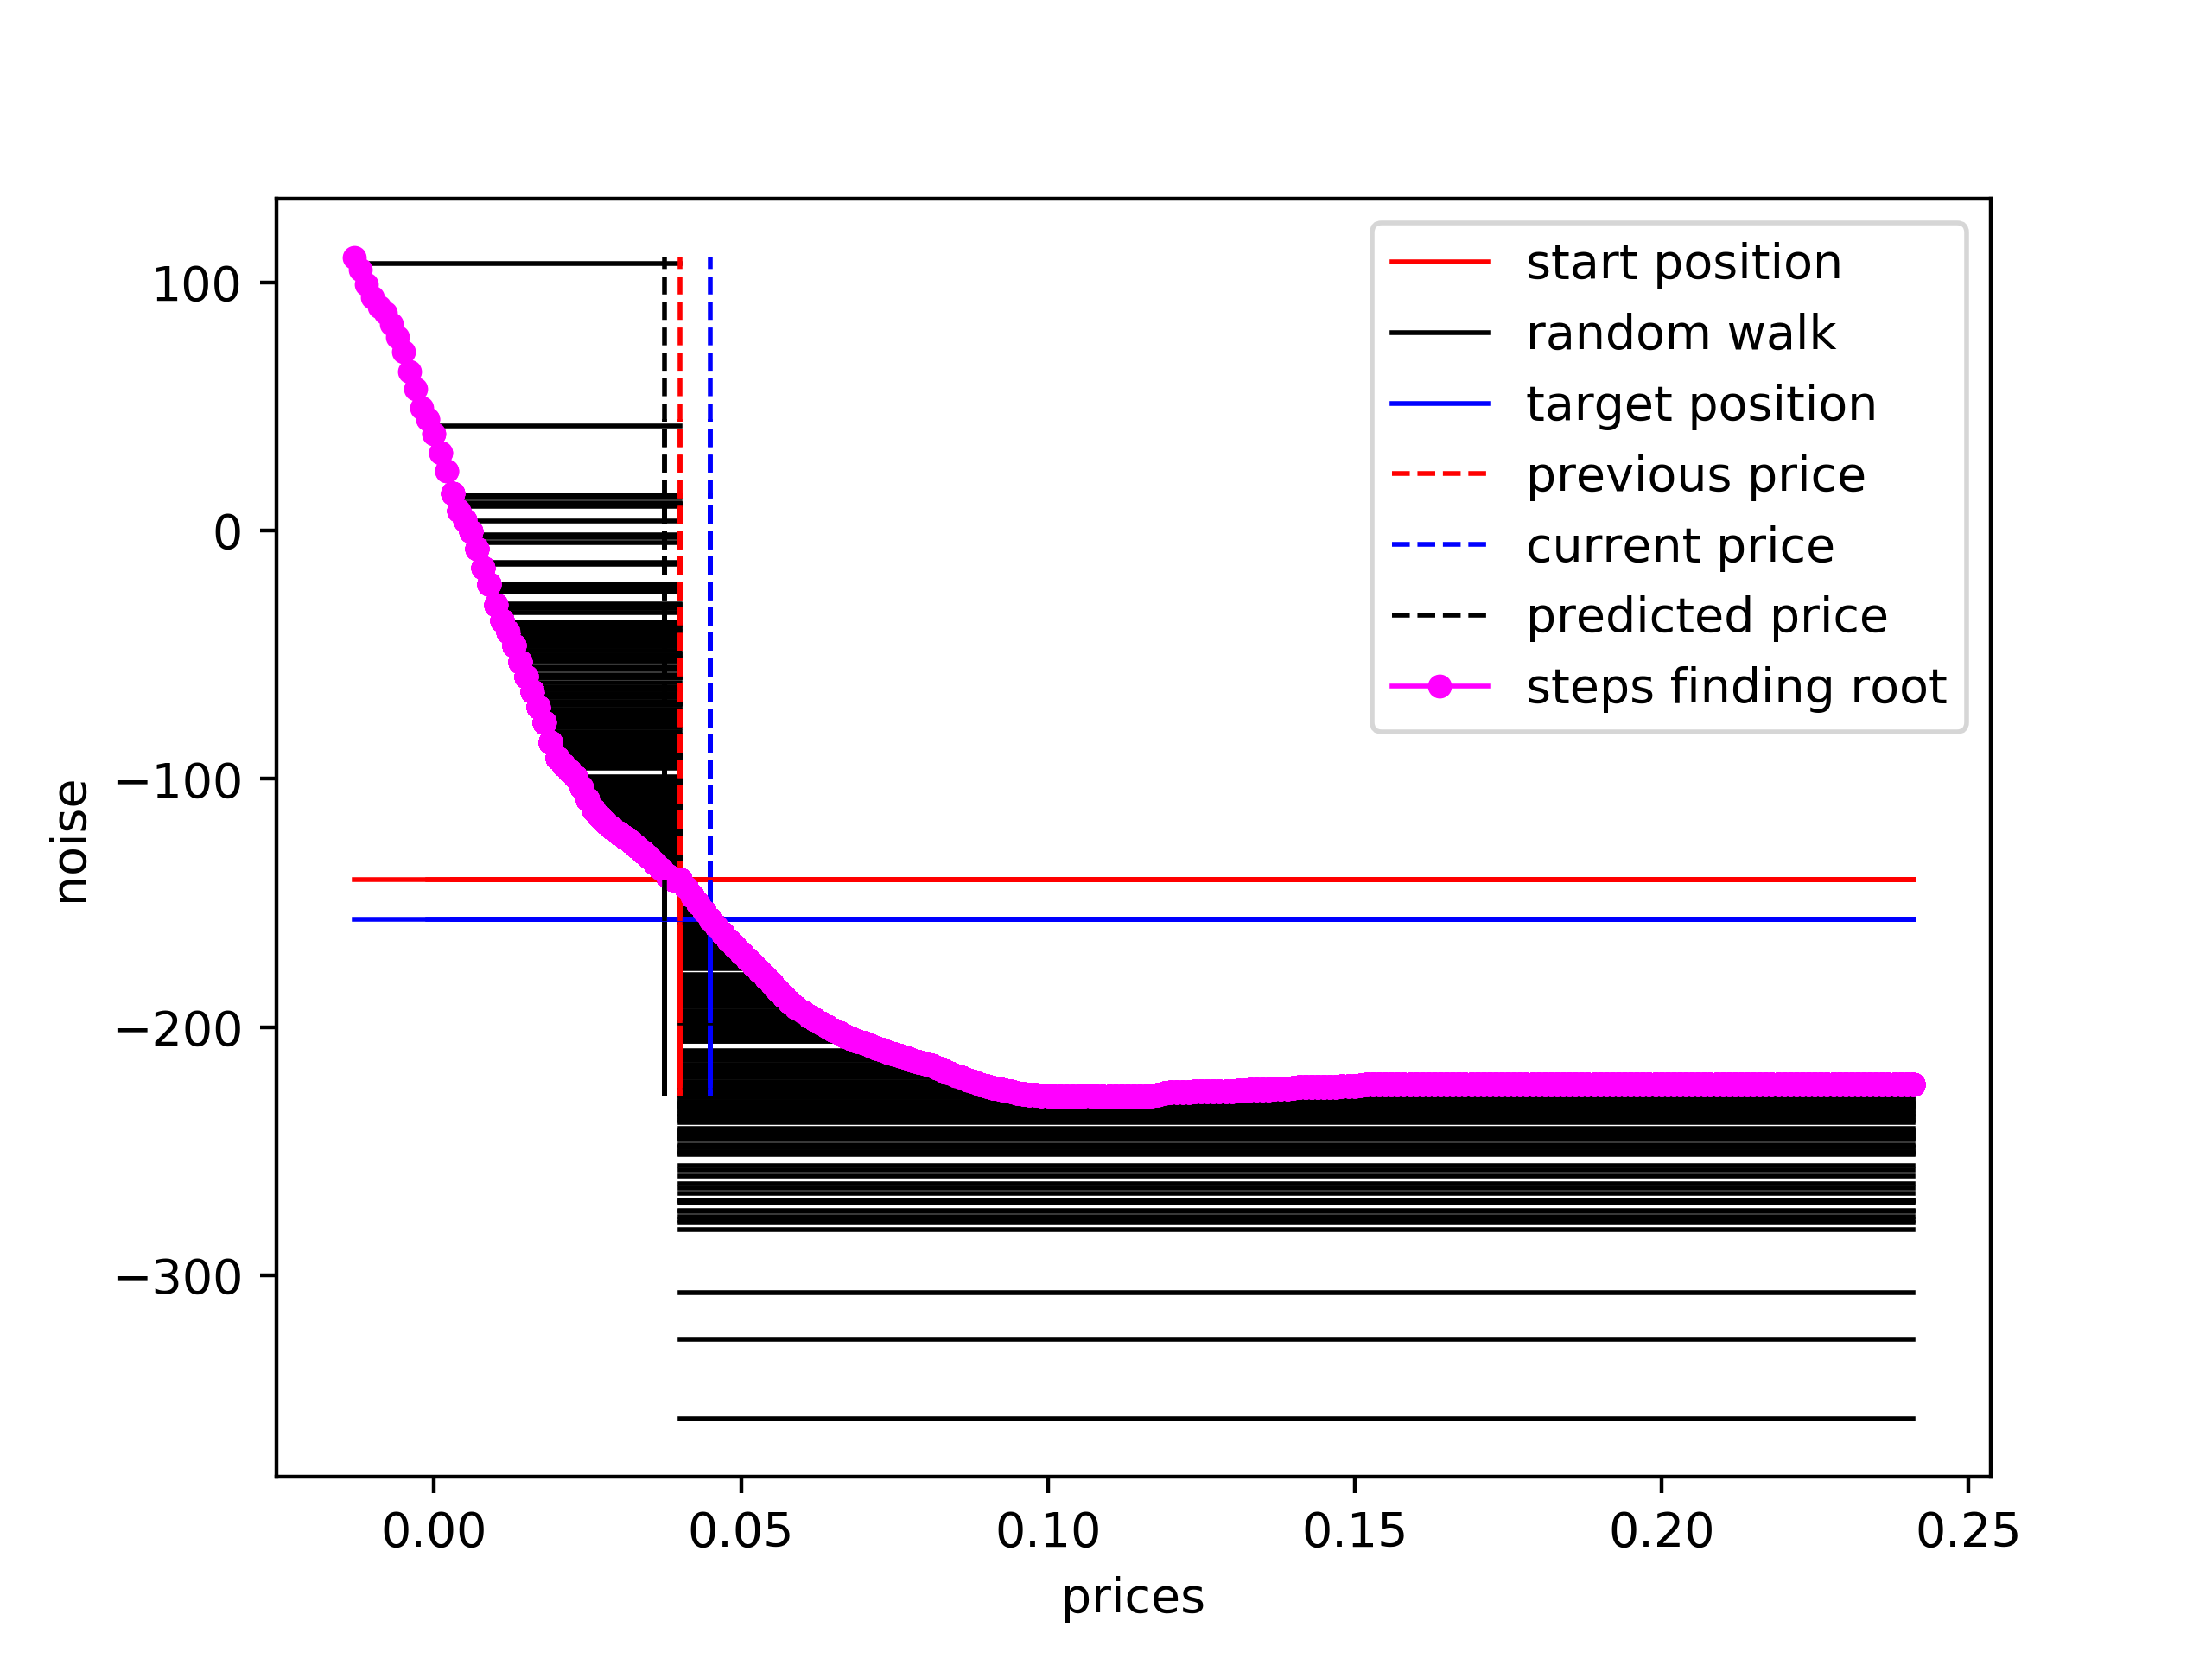 start position
random walk
target position
previous price
current price
predicted price
steps finding root
100
0
−100
−200
−300
noise
0.00 0.05 0.10 0.15 0.20 0.25
prices